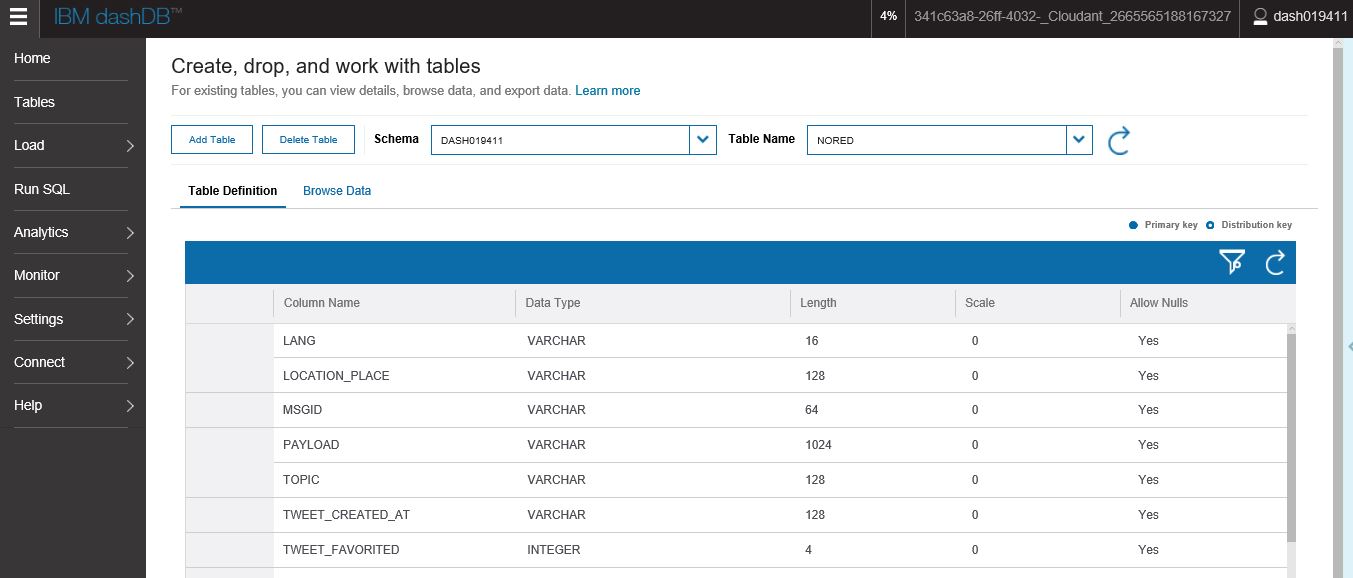 IBM dashDB™ 4% 341c63a8-26ff-4032-_Cloudant_2665565188167327 dash019411
Home
Tables
Load
Run SQL
Analytics
Monitor
Settings
Connect
Help
Create, drop, and work with tables
For existing tables, you can view details, browse data, and export data. Learn more
Add Table Delete Table Schema DASH019411 Table Name NORED
Table Definition Browse Data
Primary key Distribution key
Column Name Data Type Length Scale Allow Nulls
LANG VARCHAR 16 0 Yes
LOCATION_PLACE VARCHAR 128 0 Yes
MSGID VARCHAR 64 0 Yes
PAYLOAD VARCHAR 1024 0 Yes
TOPIC VARCHAR 128 0 Yes
TWEET_CREATED_AT VARCHAR 128 0 Yes
TWEET_FAVORITED INTEGER 4 0 Yes